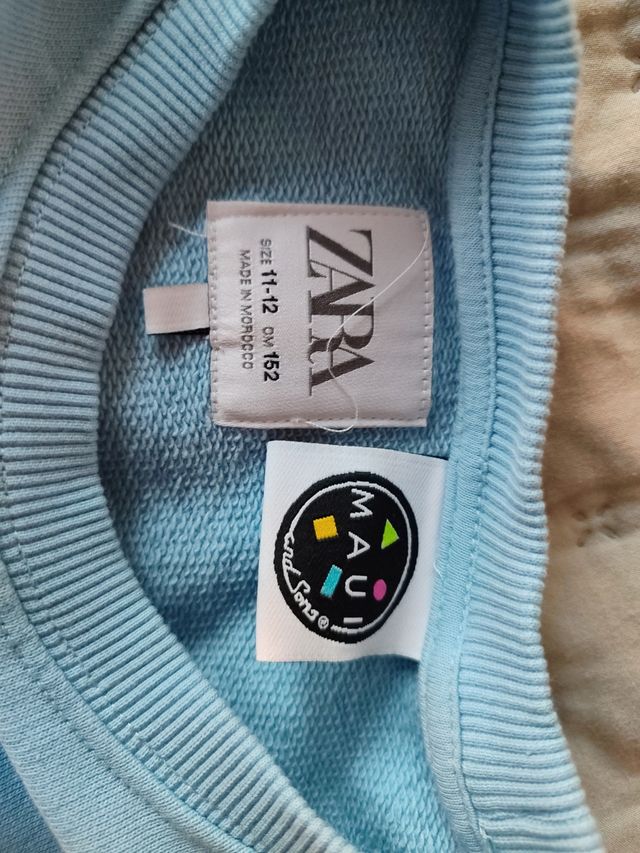 ZARA
SIZE 11-12 CM 152
MADE IN MOROCCO
MAUI
and Sons®